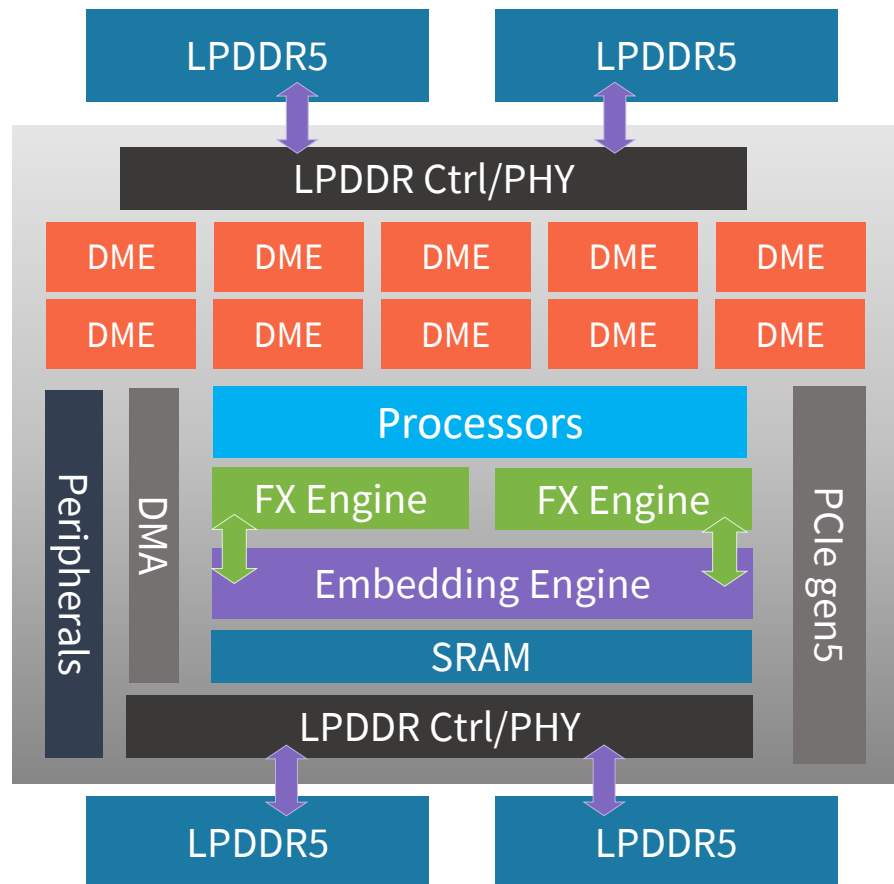 LPDDR5
LPDDR5
LPDDR Ctrl/PHY
DME
DME
DME
DME
DME
DME
DME
DME
DME
DME
Peripherals
DMA
Processors
FX Engine
FX Engine
Embedding Engine
SRAM
PCIe gen5
LPDDR Ctrl/PHY
LPDDR5
LPDDR5